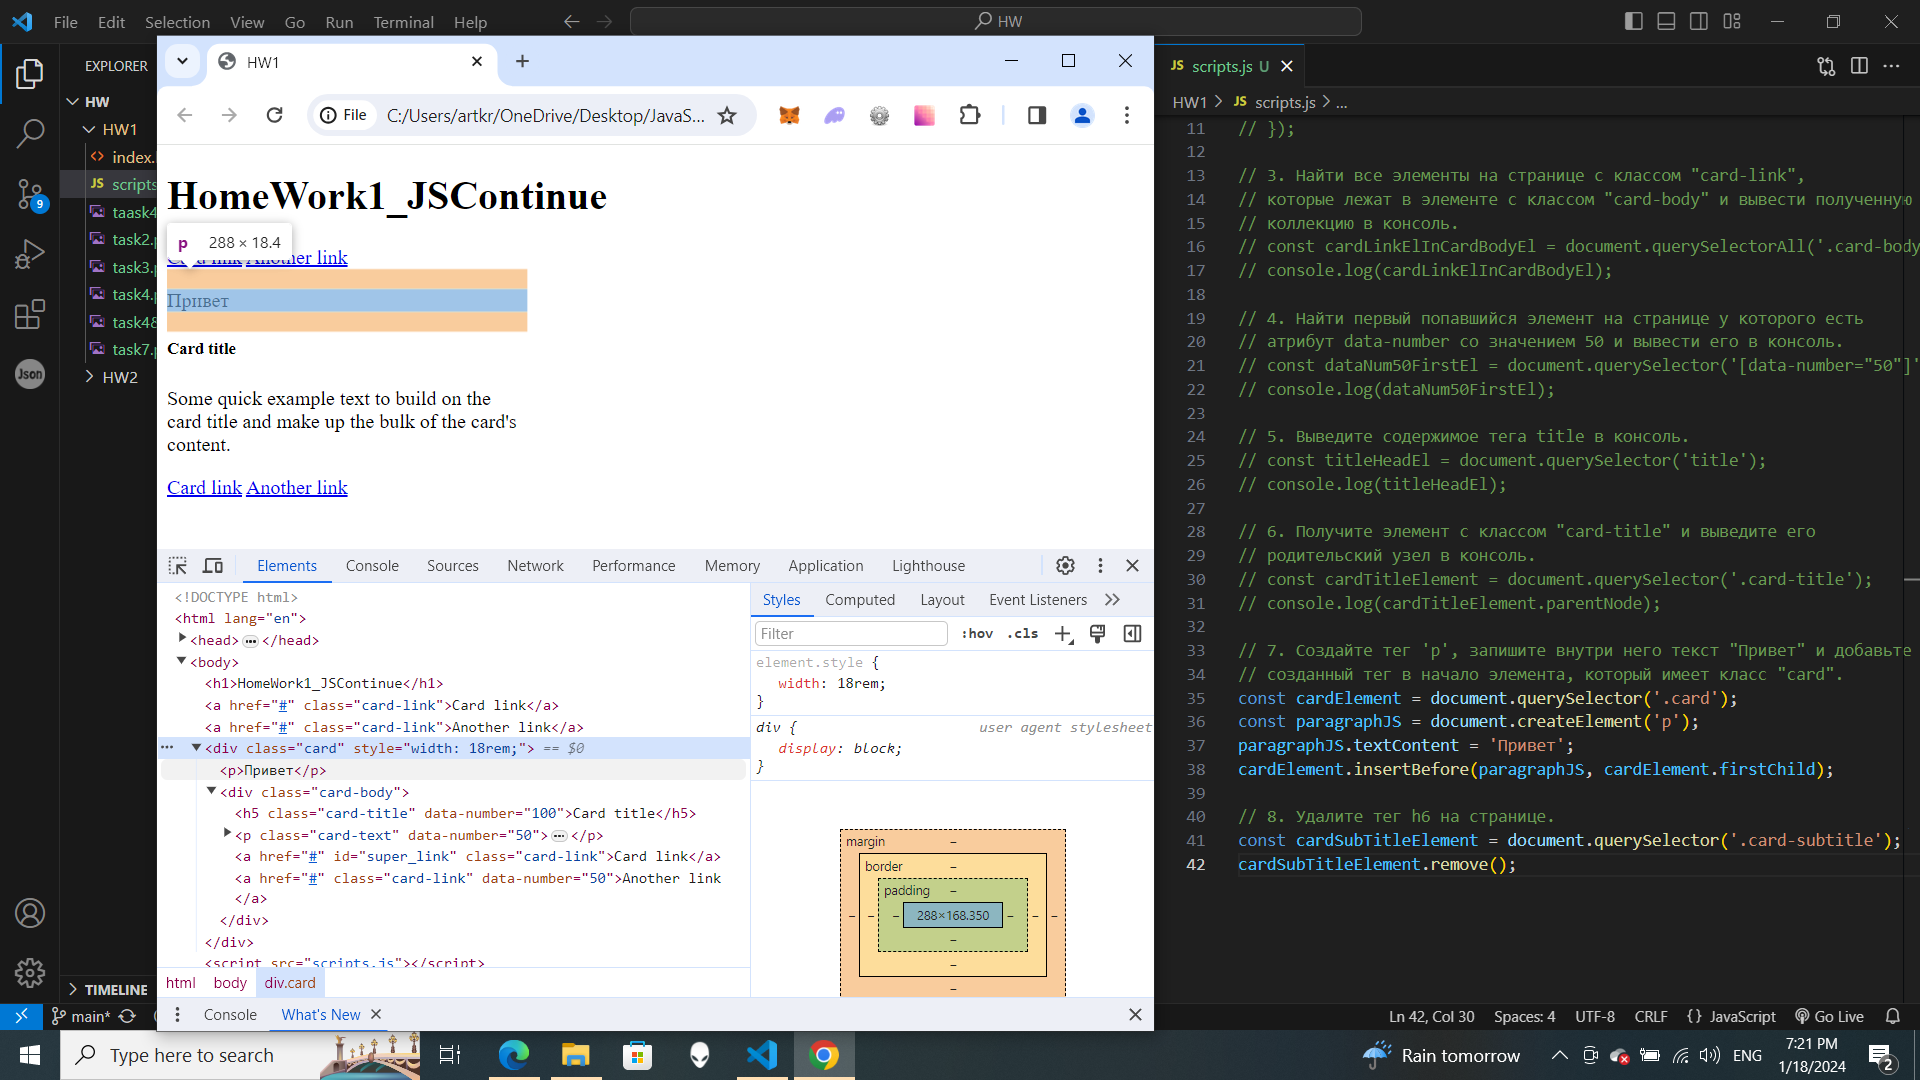 File Edit Selection View Go Run Terminal Help
HW
EXPLORER
HW
HW1
index.
JS scripts
taask4
task2.p
task3.p
task4.p
task48
task7.p
HW2
9
Json
TIMELINE
main*
HW1
File
C:/Users/artkr/OneDrive/Desktop/JavaS...
HomeWork1_JSContinue
p 288 × 18.4
Another link
Привет
Card title
Some quick example text to build on the
card title and make up the bulk of the card's
content.
Card link Another link
Elements Console Sources Network Performance Memory Application Lighthouse
<!DOCTYPE html>
<html lang="en">
<head> ••• </head>
<body>
<h1>HomeWork1_JSContinue</h1>
<a href="#" class="card-link">Card link</a>
<a href="#" class="card-link">Another link</a>
••• <div class="card" style="width: 18rem;"> == $0
<p>Привет</p>
<div class="card-body">
<h5 class="card-title" data-number="100">Card title</h5>
<p class="card-text" data-number="50"> ••• </p>
<a href="#" id="super_link" class="card-link">Card link</a>
<a href="#" class="card-link" data-number="50">Another link
</a>
</div>
</div>
<script src="scripts.js"></script>
html body div.card
Styles Computed Layout Event Listeners
Filter :hov .cls
element.style {
width: 18rem;
}
div { user agent stylesheet
display: block;
}
margin –
border –
padding –
– – – 288×168.350 – – –
–
–
–
Console What's New
JS scripts.js U
HW1 > JS scripts.js > ...
11 // });
12
13 // 3. Найти все элементы на странице с классом "card-link",
14 // которые лежат в элементе с классом "card-body" и вывести полученную
15 // коллекцию в консоль.
16 // const cardLinkElInCardBodyEl = document.querySelectorAll('.card-body
17 // console.log(cardLinkElInCardBodyEl);
18
19 // 4. Найти первый попавшийся элемент на странице у которого есть
20 // атрибут data-number со значением 50 и вывести его в консоль.
21 // const dataNum50FirstEl = document.querySelector('[data-number="50"]'
22 // console.log(dataNum50FirstEl);
23
24 // 5. Выведите содержимое тега title в консоль.
25 // const titleHeadEl = document.querySelector('title');
26 // console.log(titleHeadEl);
27
28 // 6. Получите элемент с классом "card-title" и выведите его
29 // родительский узел в консоль.
30 // const cardTitleElement = document.querySelector('.card-title');
31 // console.log(cardTitleElement.parentNode);
32
33 // 7. Создайте тег 'p', запишите внутри него текст "Привет" и добавьте
34 // созданный тег в начало элемента, который имеет класс "card".
35 const cardElement = document.querySelector('.card');
36 const paragraphJS = document.createElement('p');
37 paragraphJS.textContent = 'Привет';
38 cardElement.insertBefore(paragraphJS, cardElement.firstChild);
39
40 // 8. Удалите тег h6 на странице.
41 const cardSubTitleElement = document.querySelector('.card-subtitle');
42 cardSubTitleElement.remove();
Ln 42, Col 30 Spaces: 4 UTF-8 CRLF {} JavaScript Go Live
Type here to search
Rain tomorrow
ENG
7:21 PM
1/18/2024
2